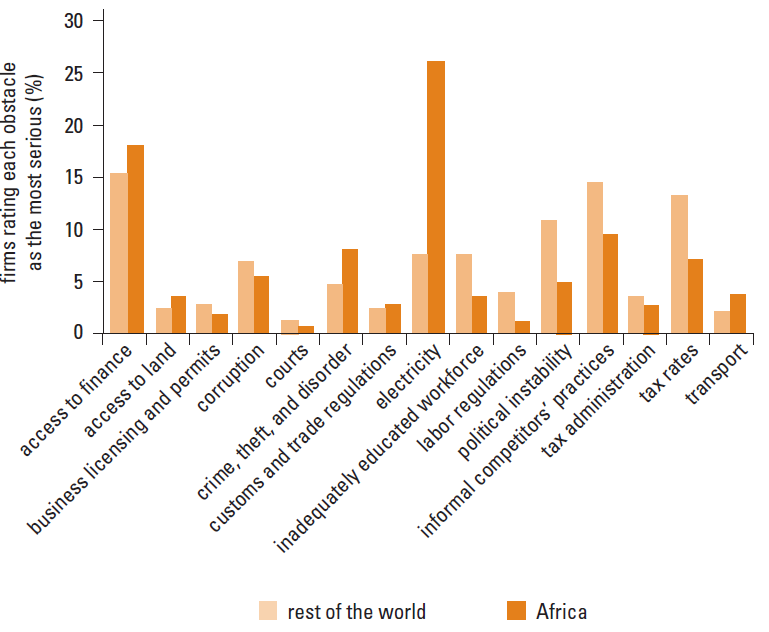 firms rating each obstacle
as the most serious (%)
30
25
20
15
10
5
0
access to finance
access to land
business licensing and permits
corruption
courts
crime, theft, and disorder
customs and trade regulations
electricity
inadequately educated workforce
labor regulations
political instability
informal competitors’ practices
tax administration
tax rates
transport
rest of the world
Africa